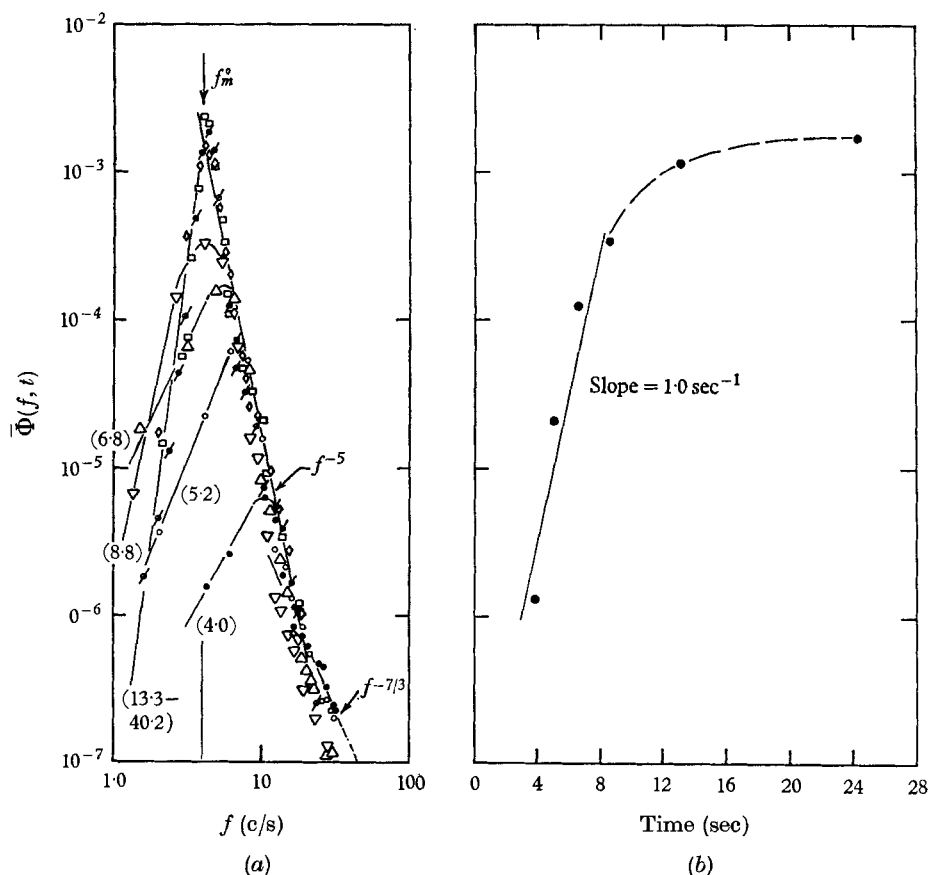 10⁻²
10⁻³
10⁻⁴
10⁻⁵
0⁻⁶
10⁻⁷
Φ̅(f, t)
f°ₘ
(6·8)
(8·8)
(5·2)
(4·0)
(13·3–
40·2)
f⁻⁵
f⁻⁷/³
1·0 10 100
f (c/s)
(a)
Slope = 1·0 sec⁻¹
0 4 8 12 16 20 24 28
Time (sec)
(b)